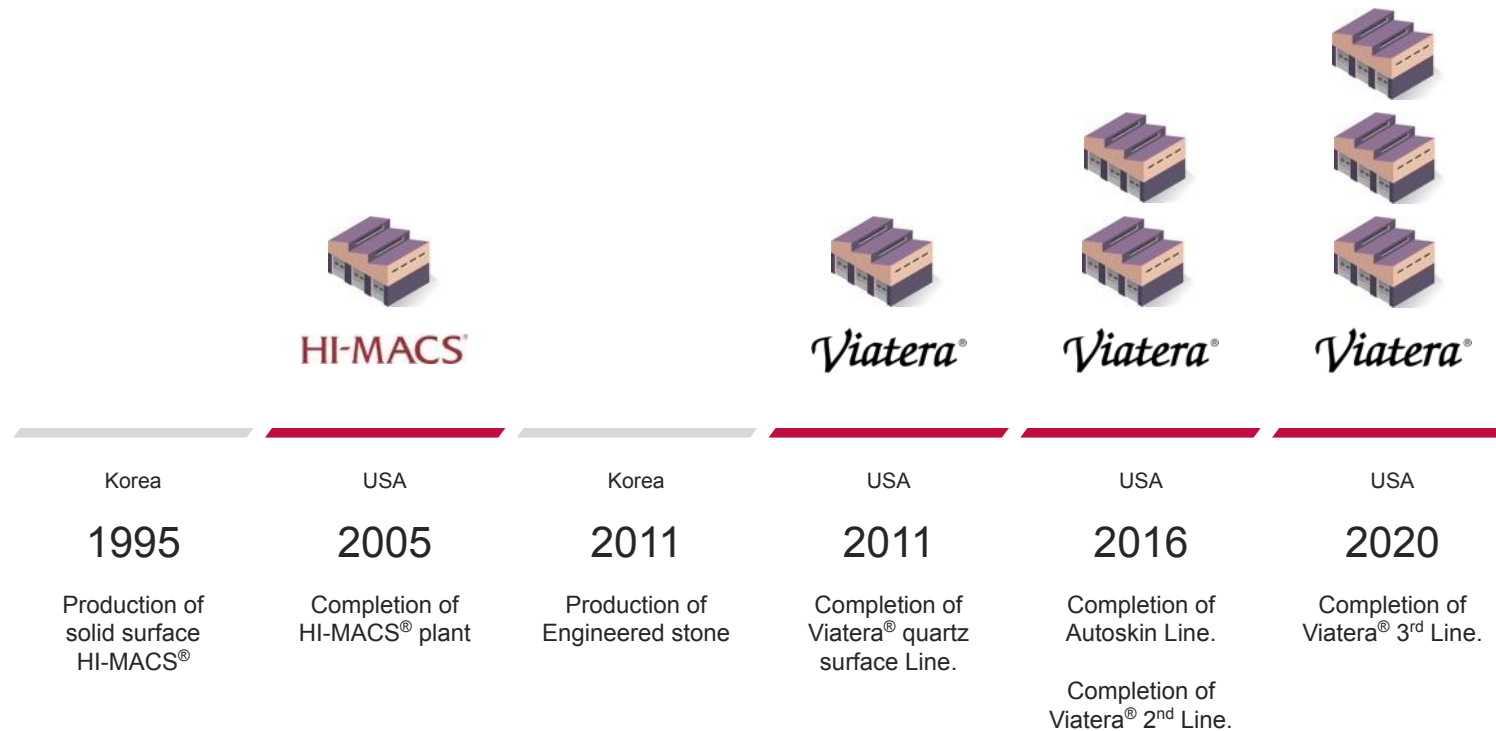 HI-MACS®
Viatera®
Viatera®
Viatera®
Korea
1995
Production of
solid surface
HI-MACS®
USA
2005
Completion of
HI-MACS® plant
Korea
2011
Production of
Engineered stone
USA
2011
Completion of
Viatera® quartz
surface Line.
USA
2016
Completion of
Autoskin Line.
Completion of
Viatera® 2nd Line.
USA
2020
Completion of
Viatera® 3rd Line.